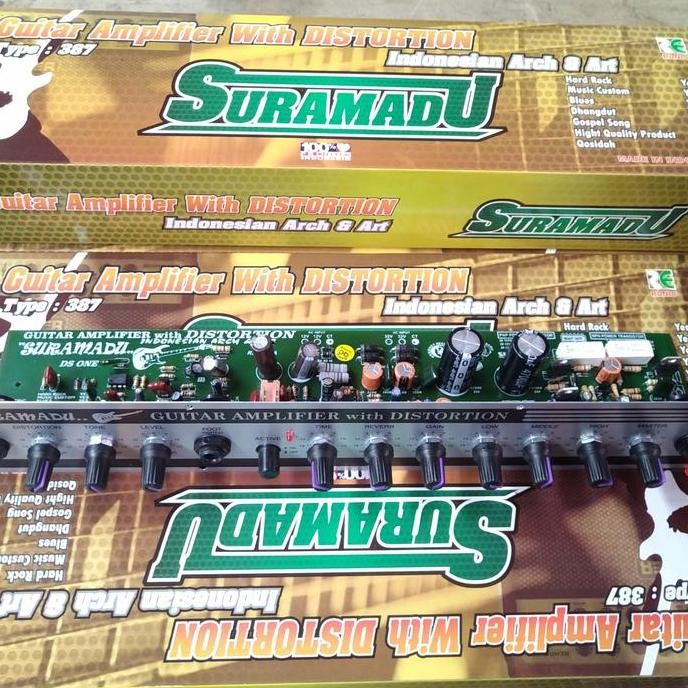 Guitar Amplifier With DISTORTION
Type : 387
Indonesian Arch & Art
SURAMADU
Hard Rock
Music Custom
Blues
Dhangdut
Gospel Song
Hight Quality Product
Qosidah
100%
MADE IN
Guitar Amplifier With DISTORTION
Indonesian Arch & Art
SURAMADU
Guitar Amplifier With DISTORTION
Type : 387
Indonesian Arch & Art
Hard Rock
GUITAR AMPLIFIER with DISTORTION
INDONESIAN ARCH
SURAMADU
DS ONE
GUITAR AMPLIFIER with DISTORTION
DISTORTION
TONE
LEVEL
FOOT
ACTIVE
TIME
REVERB
GAIN
LOW
MIDDLE
HIGH
MASTER
100%
SURAMADU
Qosid
Hight Quality
Gospel Song
Dhangdut
Blues
Music Custom
Hard Rock
Indonesian Arch & Art
Type : 387
Guitar Amplifier With DISTORTION